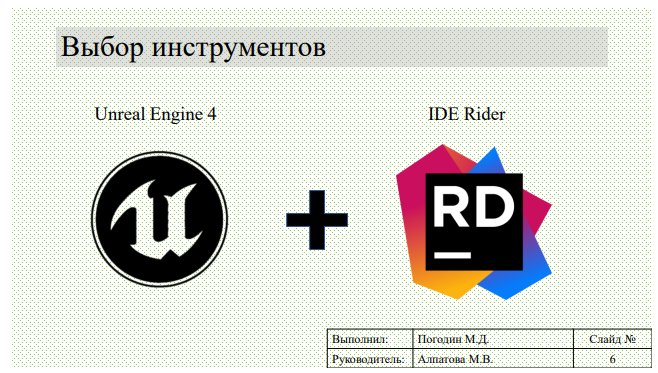 Выбор инструментов
Unreal Engine 4
IDE Rider
RD
Выполнил: Погодин М.Д. Слайд №
Руководитель: Алпатова М.В. 6